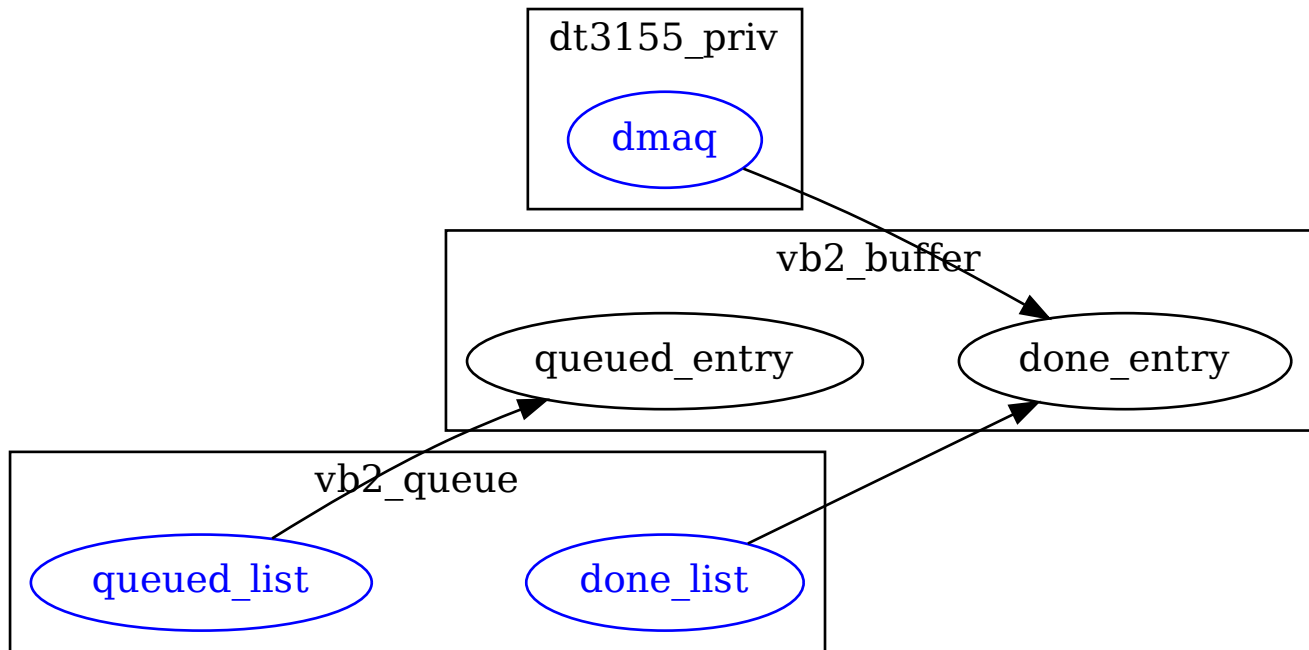 dt3155_priv
dmaq
vb2_buffer
queued_entry
done_entry
vb2_queue
queued_list
done_list